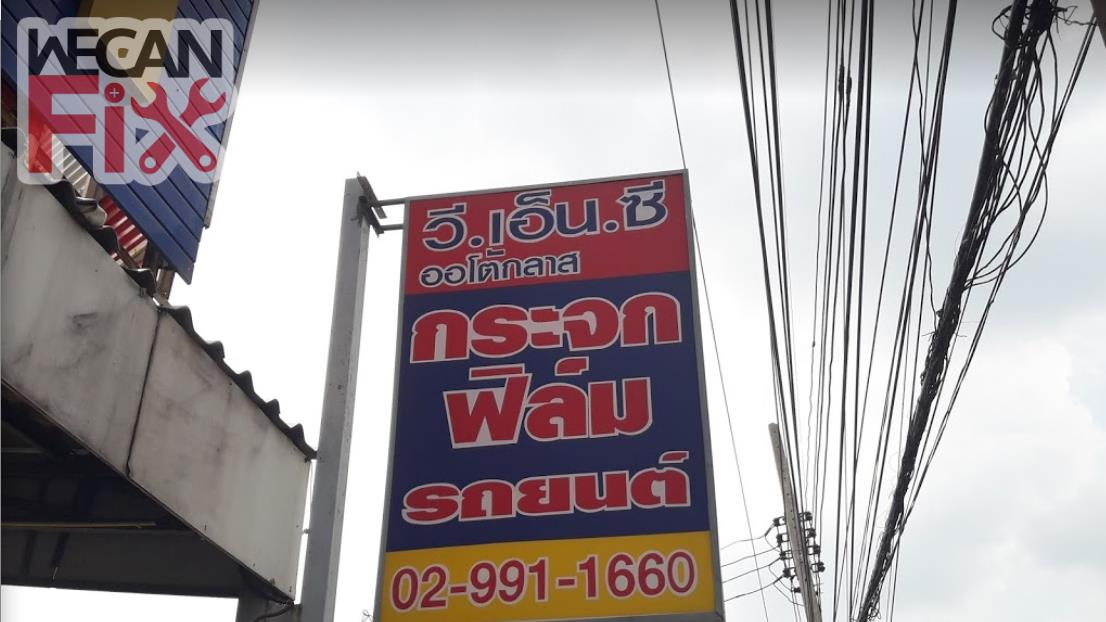 WECAN
Fix
วี.เอ็น.ซี
ออโต้กลาส
กระจก
ฟิล์ม
รถยนต์
02-991-1660